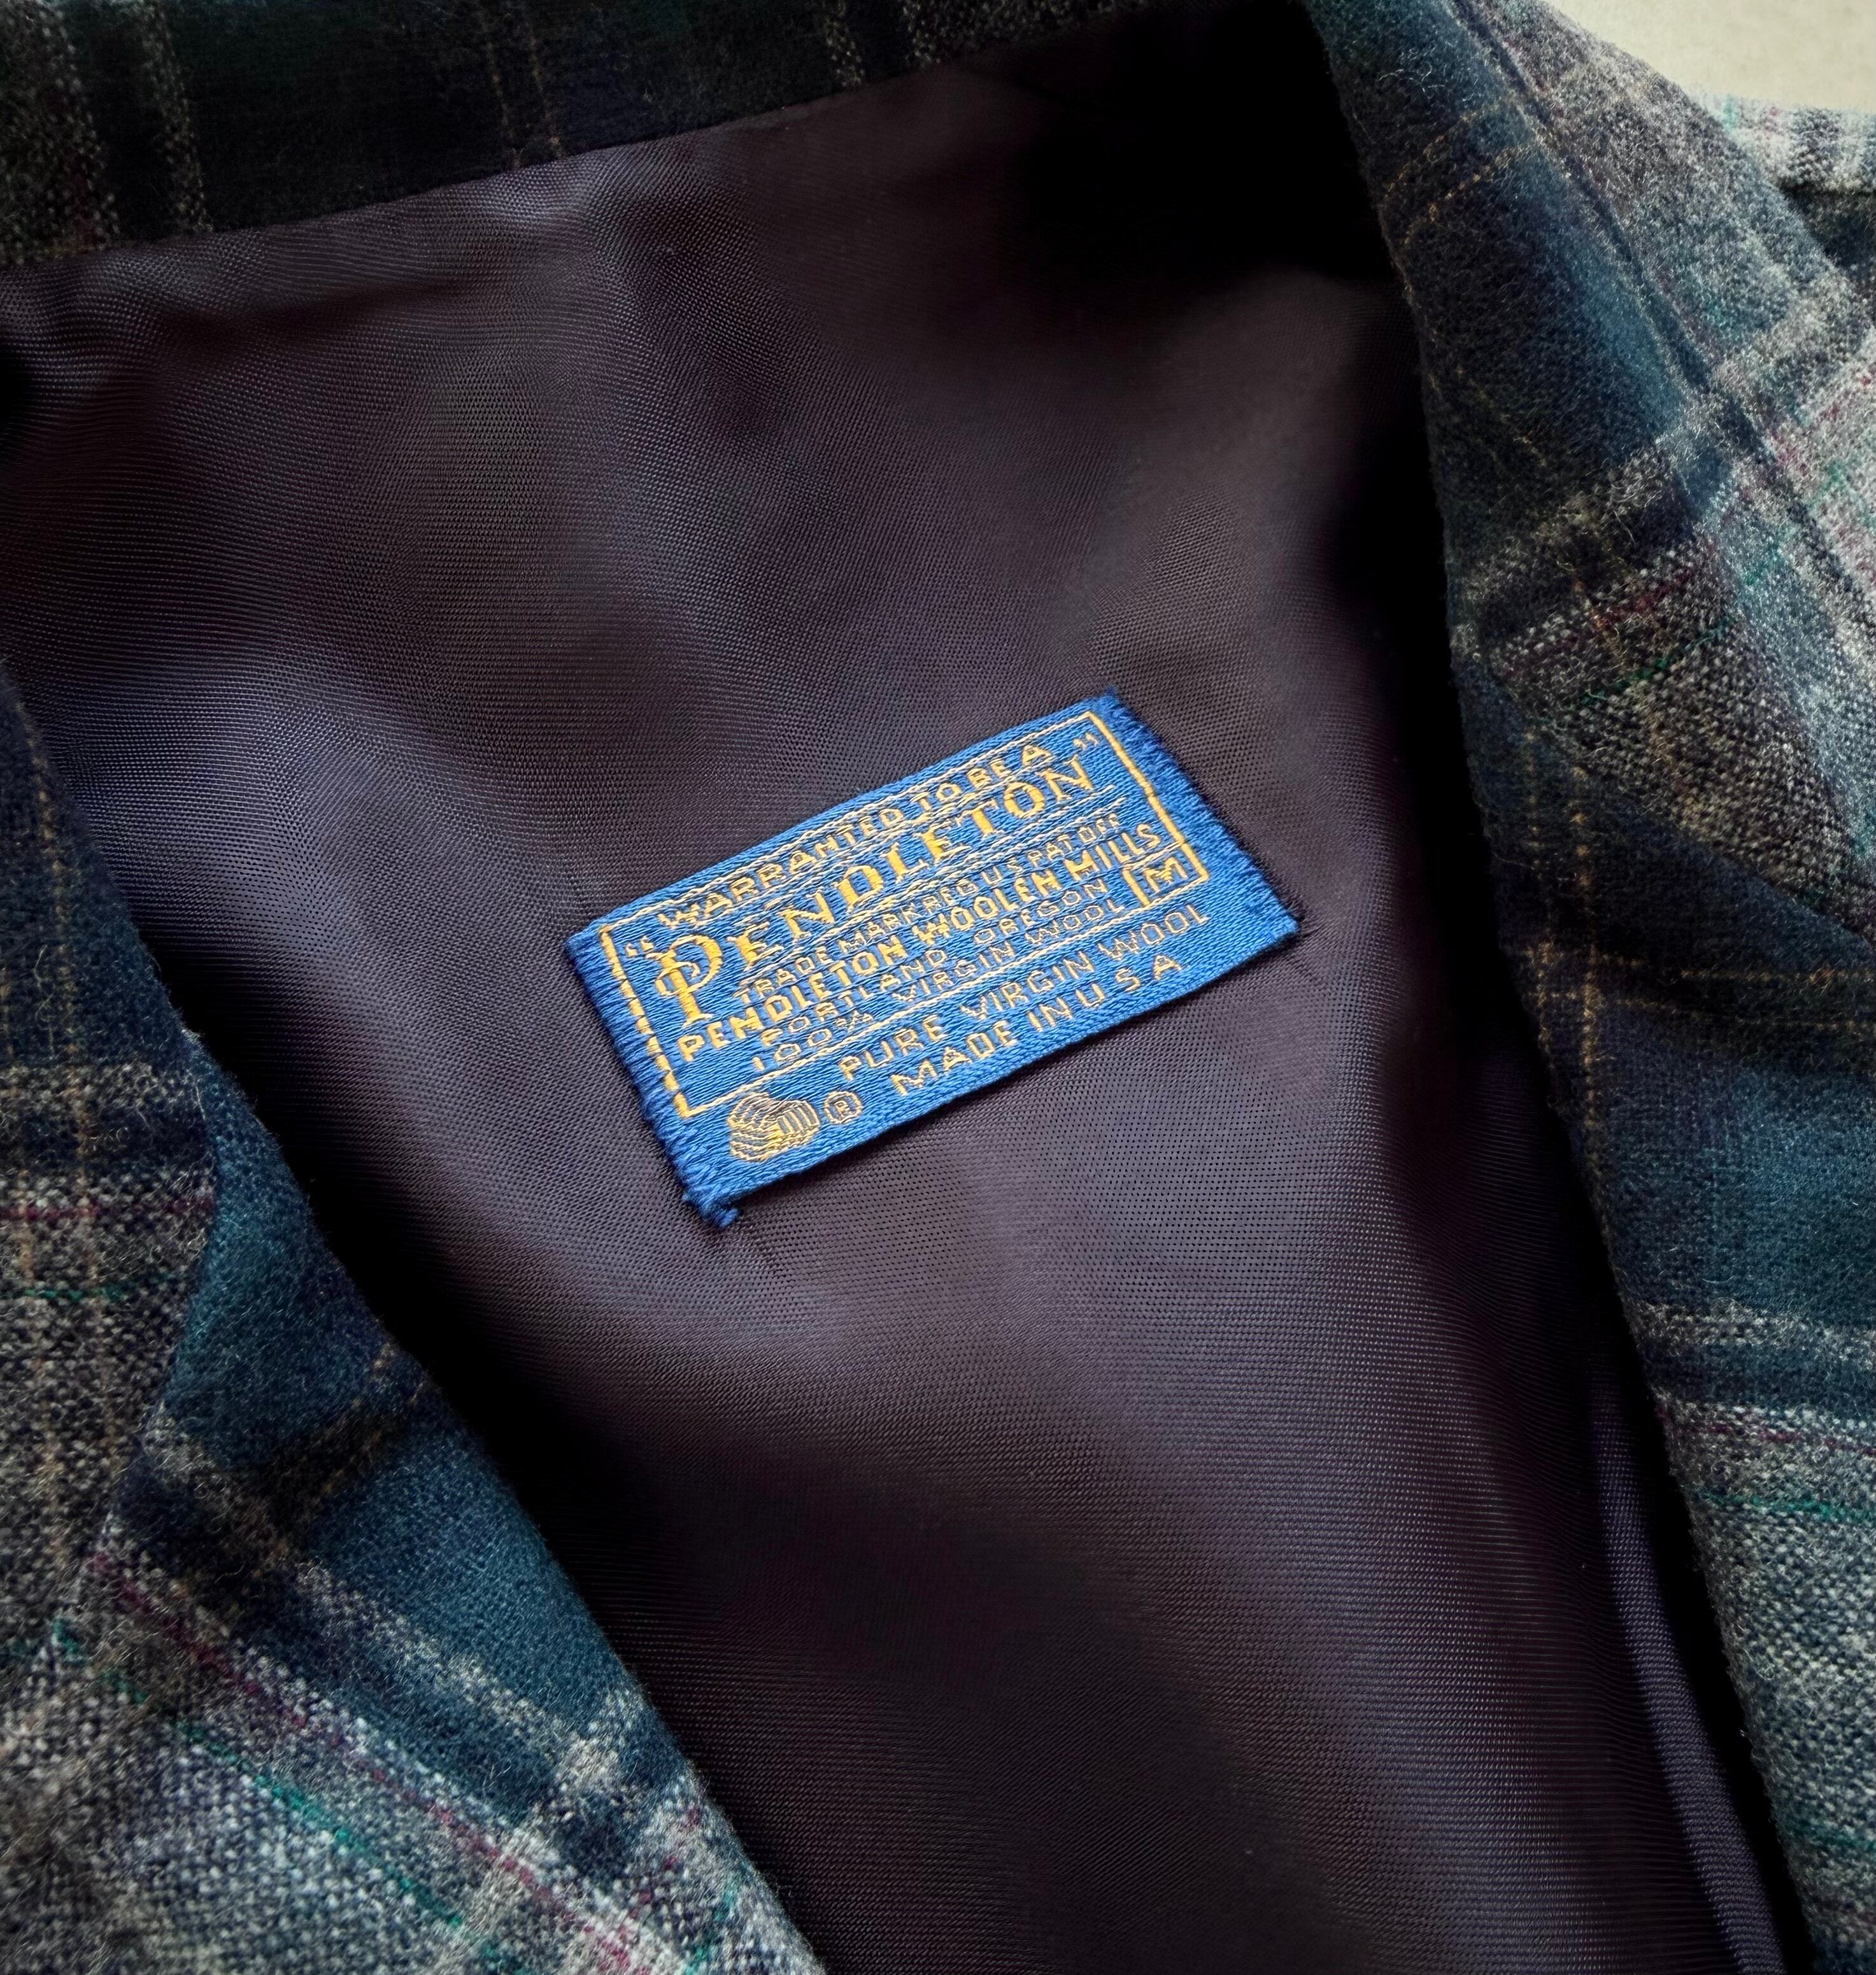 “WARRANTED TO BE A”
PENDLETON
TRADE MARK REG U S PAT OFF
PENDLETON WOOLEN MILLS
PORTLAND OREGON
100% VIRGIN WOOL M
PURE VIRGIN WOOL
® MADE IN U S A